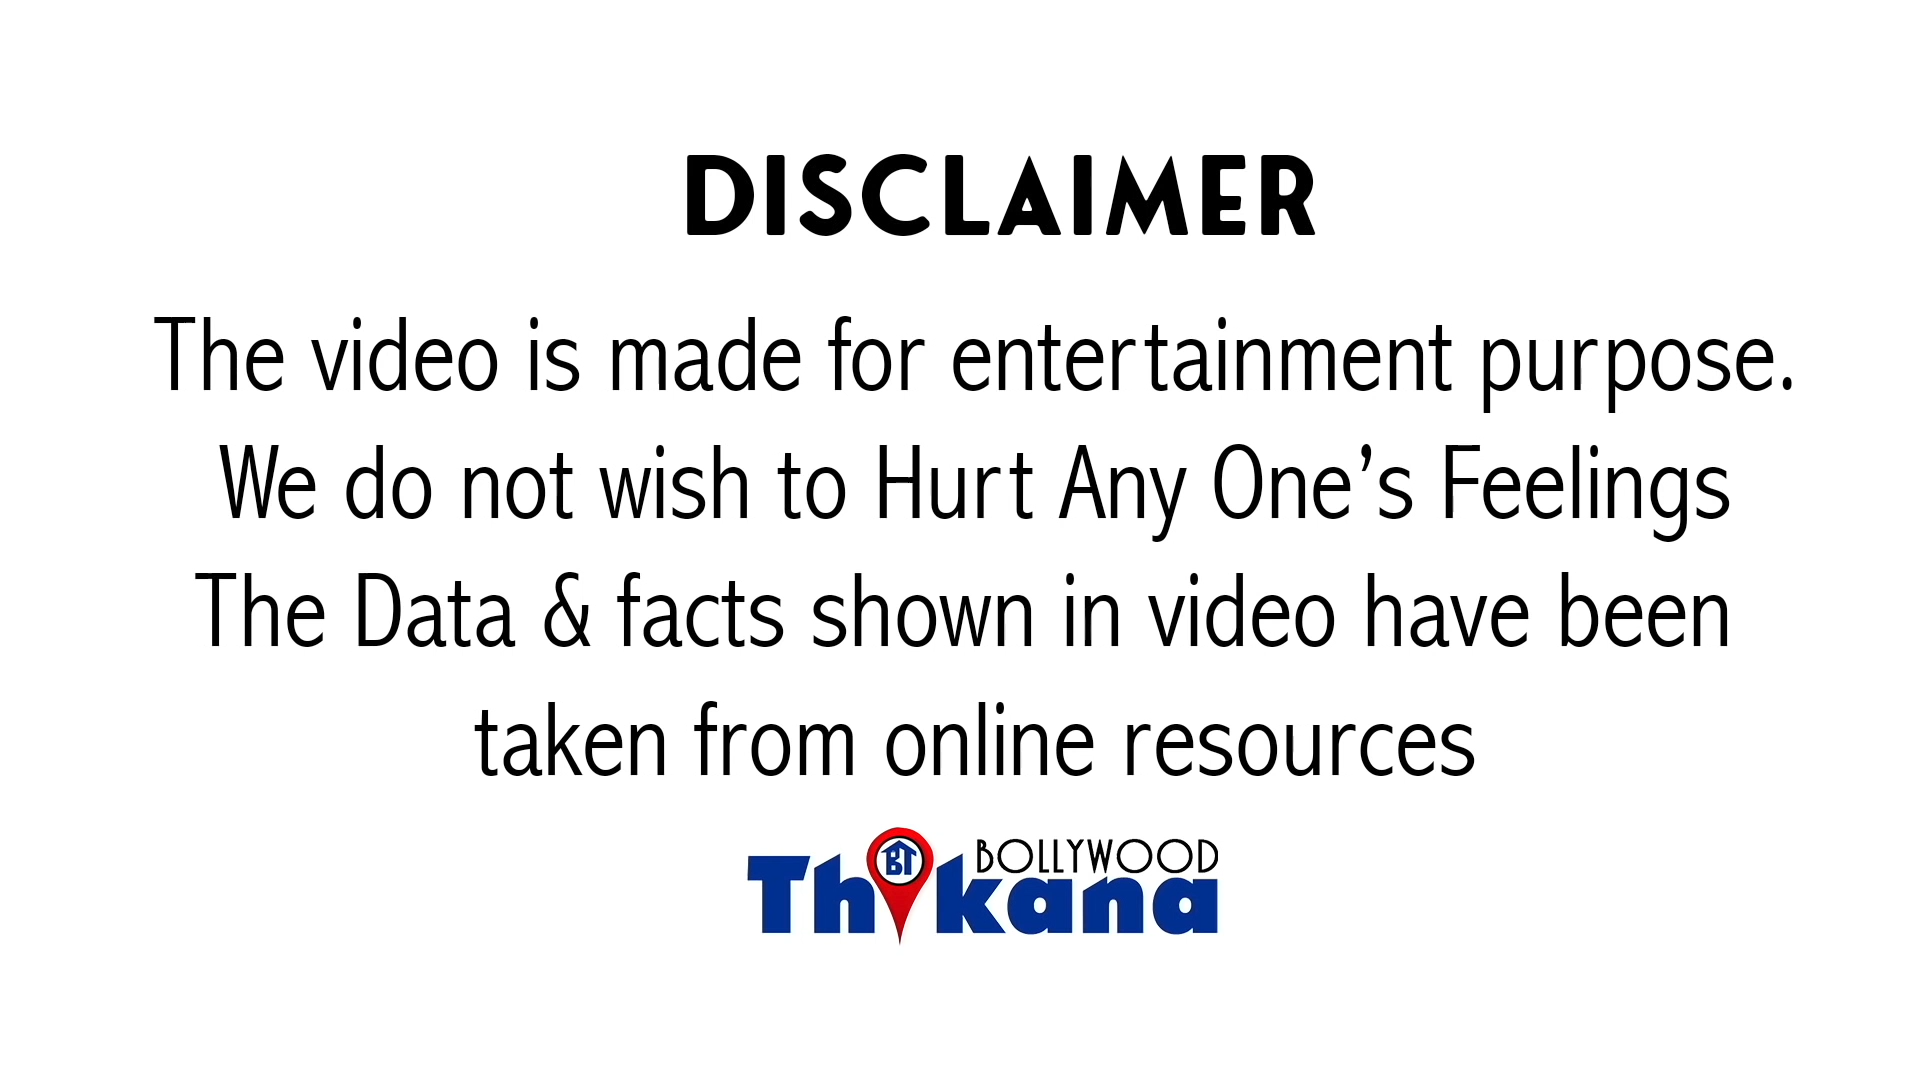 DISCLAIMER
The video is made for entertainment purpose.
We do not wish to Hurt Any One’s Feelings
The Data & facts shown in video have been
taken from online resources
BOLLYWOOD
BT
Thikana